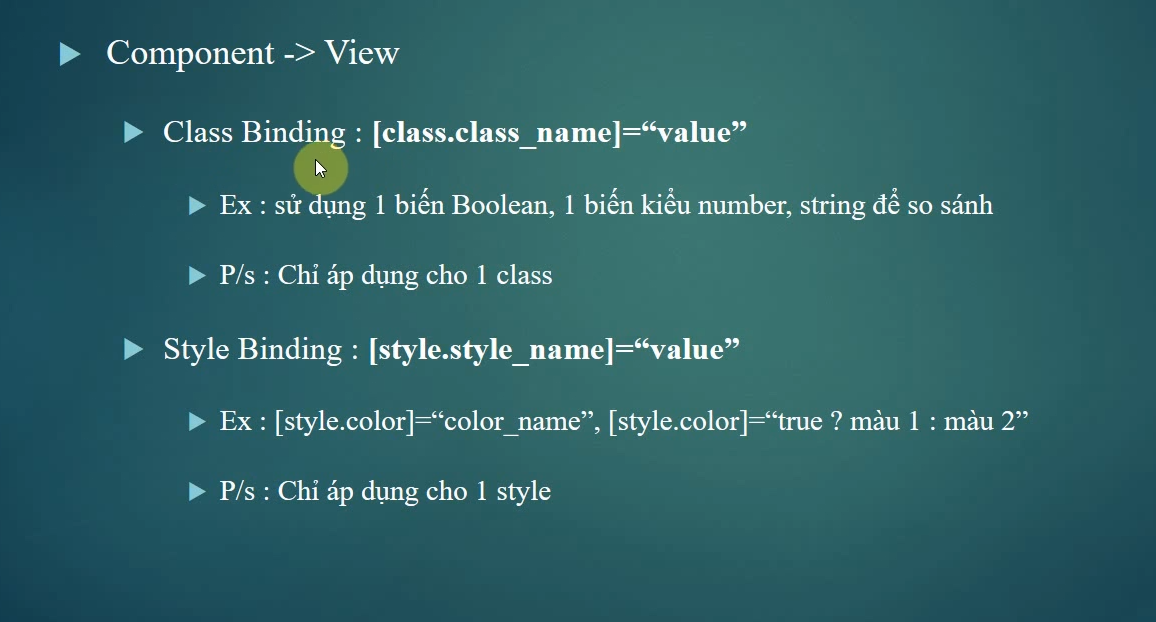 Component -> View
Class Binding : [class.class_name]=“value”
Ex : sử dụng 1 biến Boolean, 1 biến kiểu number, string để so sánh
P/s : Chỉ áp dụng cho 1 class
Style Binding : [style.style_name]=“value”
Ex : [style.color]=“color_name”, [style.color]=“true ? màu 1 : màu 2”
P/s : Chỉ áp dụng cho 1 style